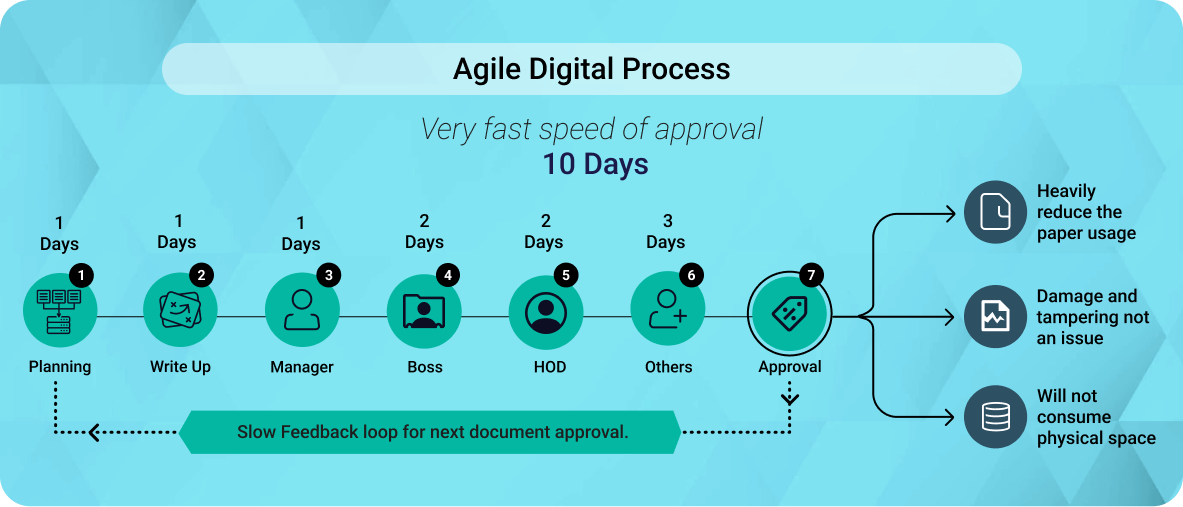 Agile Digital Process
Very fast speed of approval
10 Days
1
Days
1
Days
1
Days
2
Days
2
Days
3
Days
1
2
3
4
5
6
7
Planning
Write Up
Manager
Boss
HOD
Others
Approval
Slow Feedback loop for next document approval.
Heavily
reduce the
paper usage
Damage and
tampering not
an issue
Will not
consume
physical space